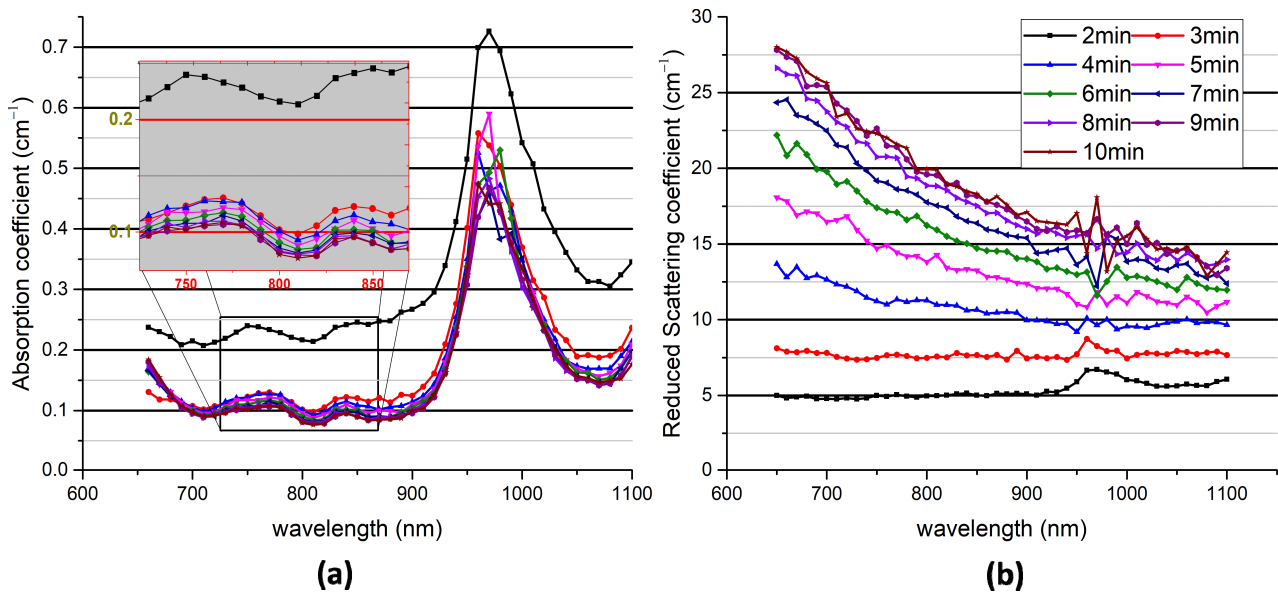 0.7
0.6
0.5
0.4
0.3
0.2
0.1
0.0
Absorption coefficient (cm⁻¹)
600 700 800 900 1000 1100
wavelength (nm)
0.2
0.1
750 800 850
(a)
30
25
20
15
10
5
0
Reduced Scattering coefficient (cm⁻¹)
600 700 800 900 1000 1100
wavelength (nm)
2min 3min
4min 5min
6min 7min
8min 9min
10min
(b)